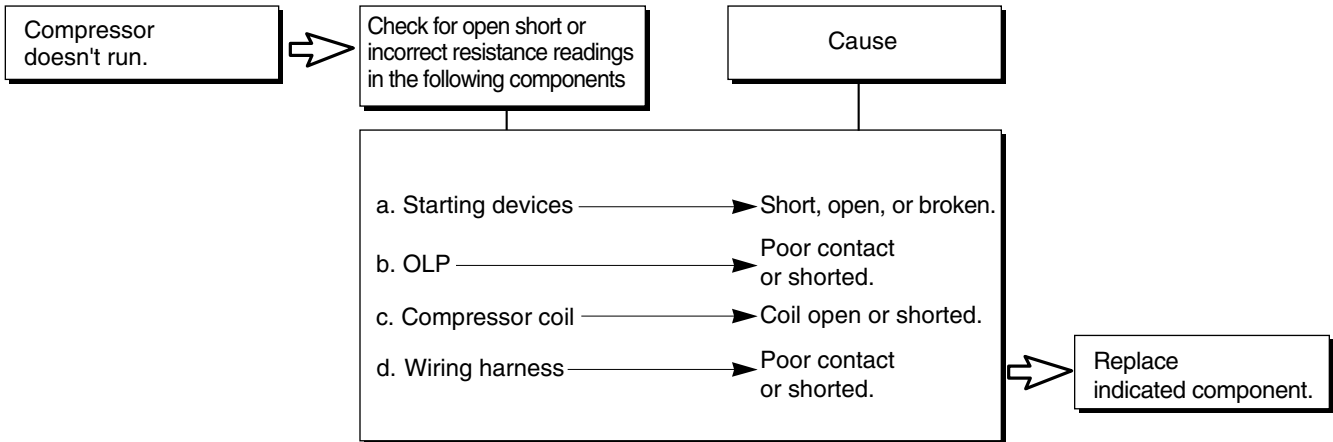 Compressor
doesn't run.
Check for open short or
incorrect resistance readings
in the following components
Cause
a. Starting devices
Short, open, or broken.
b. OLP
Poor contact
or shorted.
c. Compressor coil
Coil open or shorted.
d. Wiring harness
Poor contact
or shorted.
Replace
indicated component.